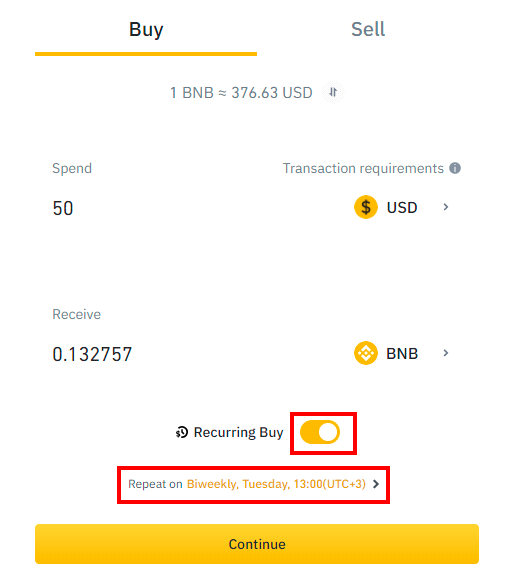 Buy Sell
1 BNB ≈ 376.63 USD
Spend Transaction requirements
50 USD
Receive
0.132757 BNB
Recurring Buy
Repeat on Biweekly, Tuesday, 13:00(UTC+3)
Continue